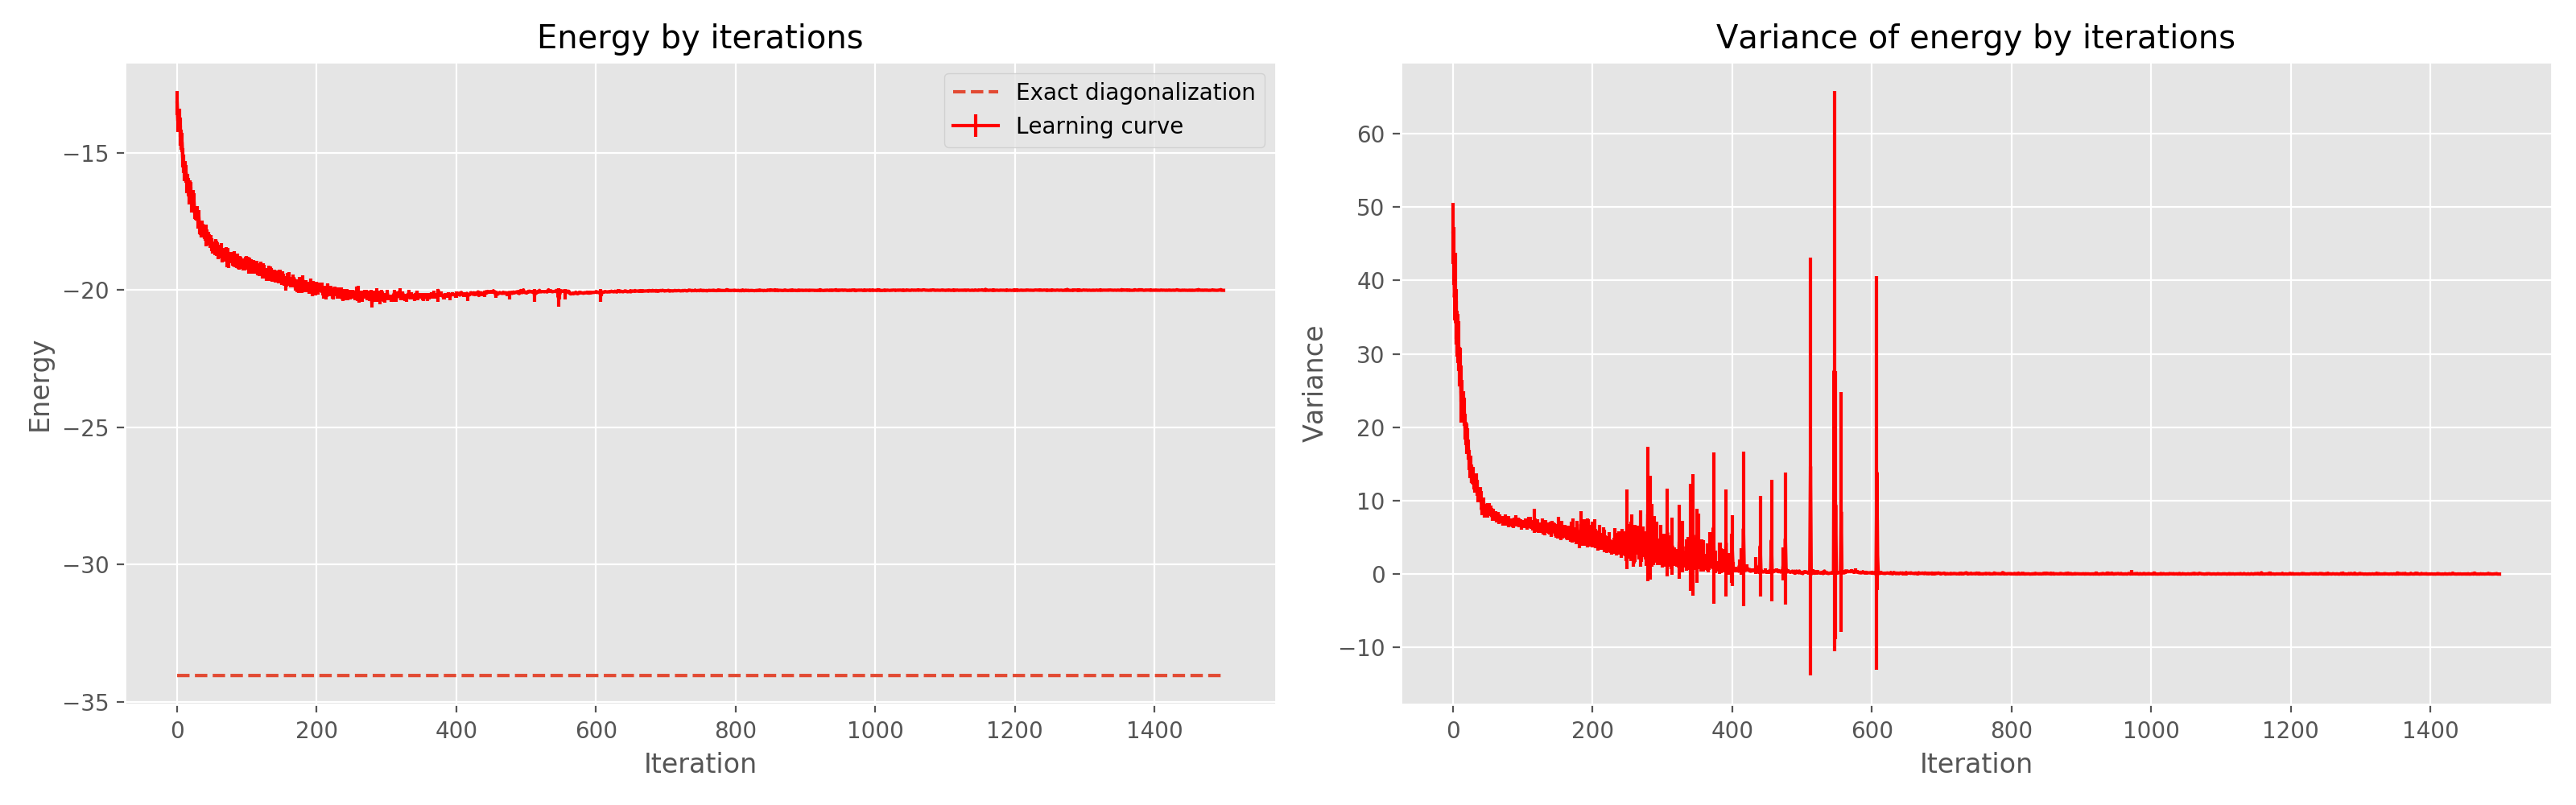 Energy by iterations
Exact diagonalization
Learning curve
−15
−20
−25
−30
−35
Energy
0 200 400 600 800 1000 1200 1400
Iteration
Variance of energy by iterations
60
50
40
30
20
10
0
−10
Variance
0 200 400 600 800 1000 1200 1400
Iteration